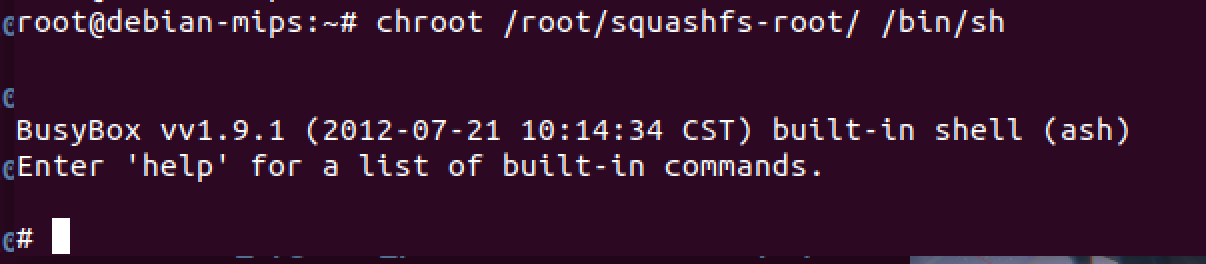 root@debian-mips:~# chroot /root/squashfs-root/ /bin/sh
BusyBox vv1.9.1 (2012-07-21 10:14:34 CST) built-in shell (ash)
Enter 'help' for a list of built-in commands.
#